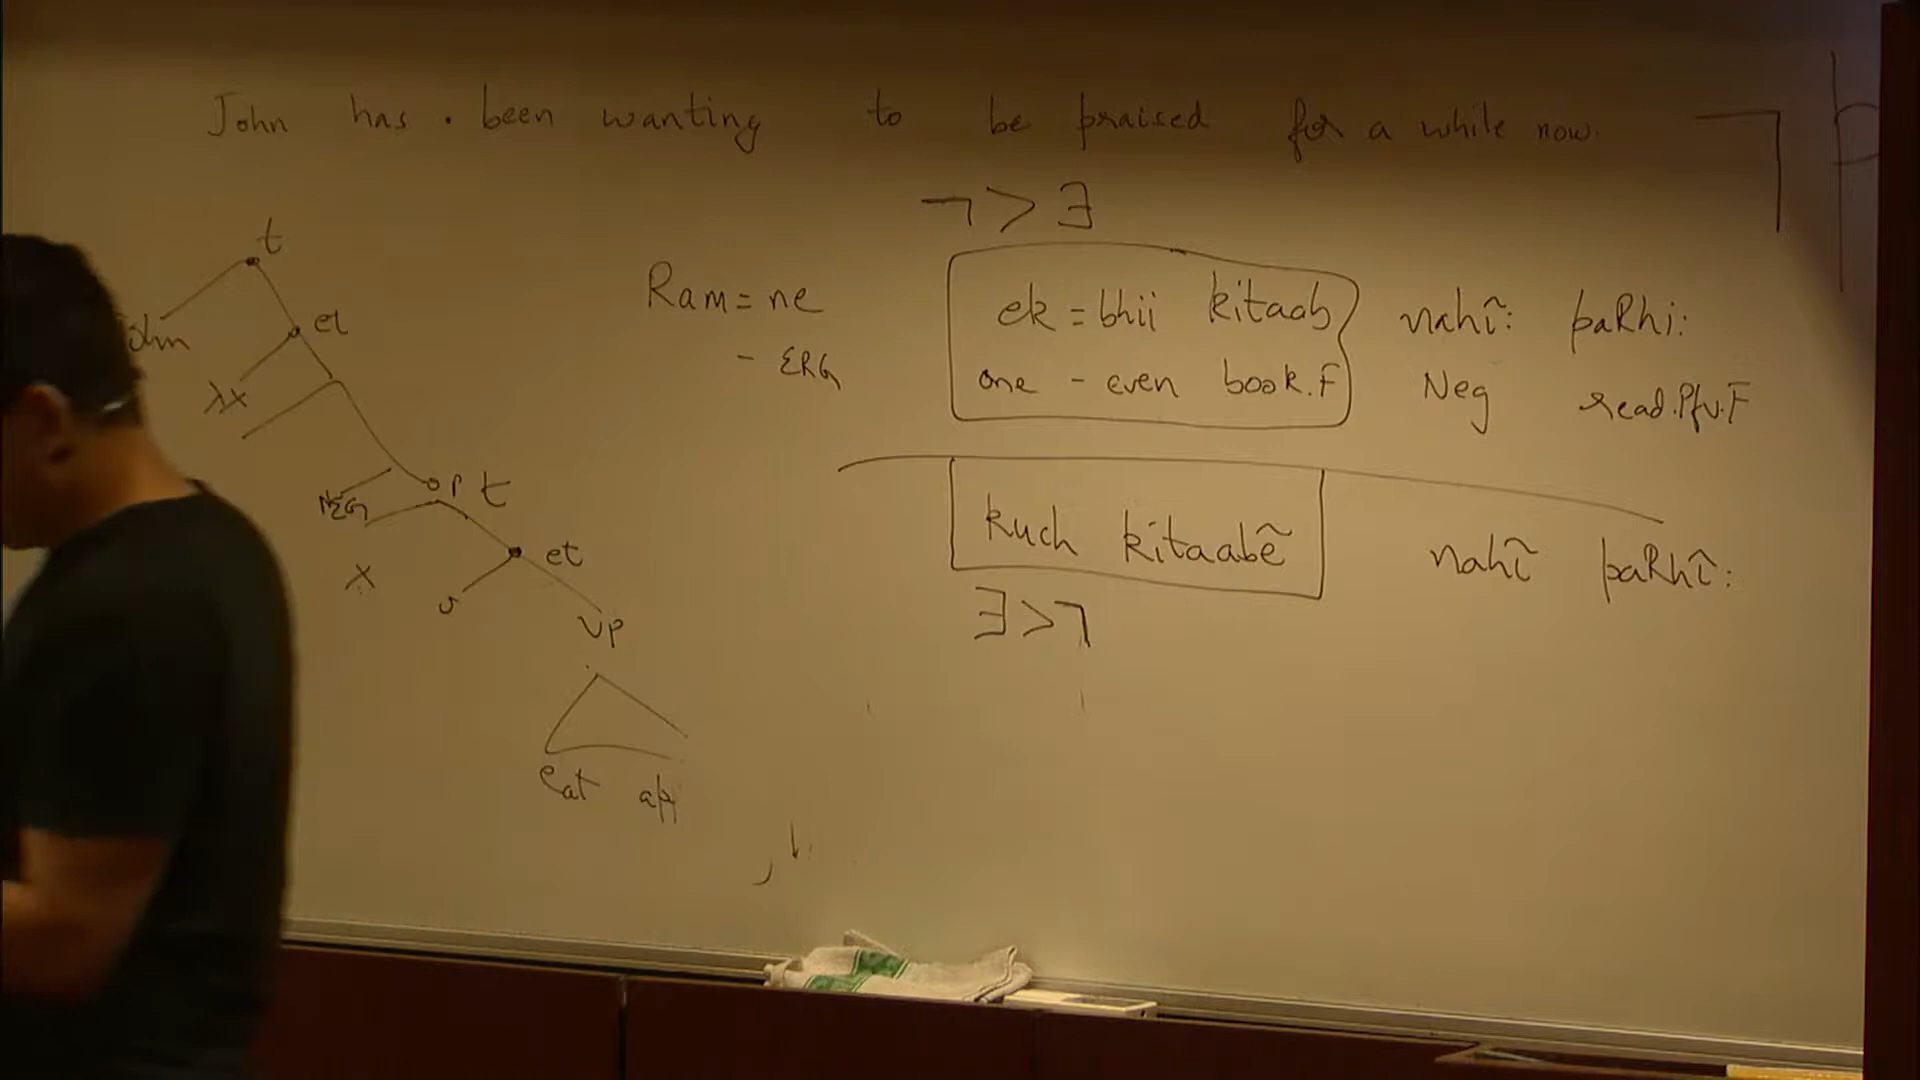 John has . been wanting to be praised for a while now.
¬ > ∃
t
Ram = ne ek = bhii kitaab nahĩ: paRhi:
et
- ERG one - even book.F Neg read.Pfv.F
λx
NEG t
kuch kitaabẽ nahĩ paRhĩ:
et
x
v
∃ > ¬
VP
eat